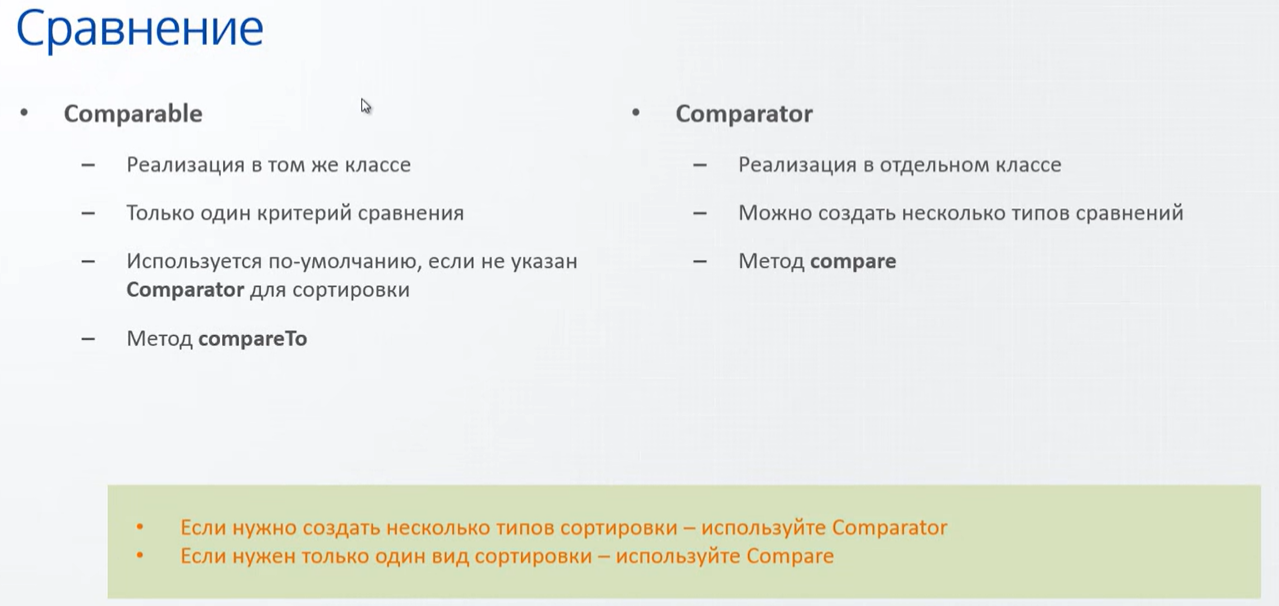 Сравнение
• Comparable
– Реализация в том же классе
– Только один критерий сравнения
– Используется по-умолчанию, если не указан
Comparator для сортировки
– Метод compareTo
• Comparator
– Реализация в отдельном классе
– Можно создать несколько типов сравнений
– Метод compare
• Если нужно создать несколько типов сортировки – используйте Comparator
• Если нужен только один вид сортировки – используйте Compare